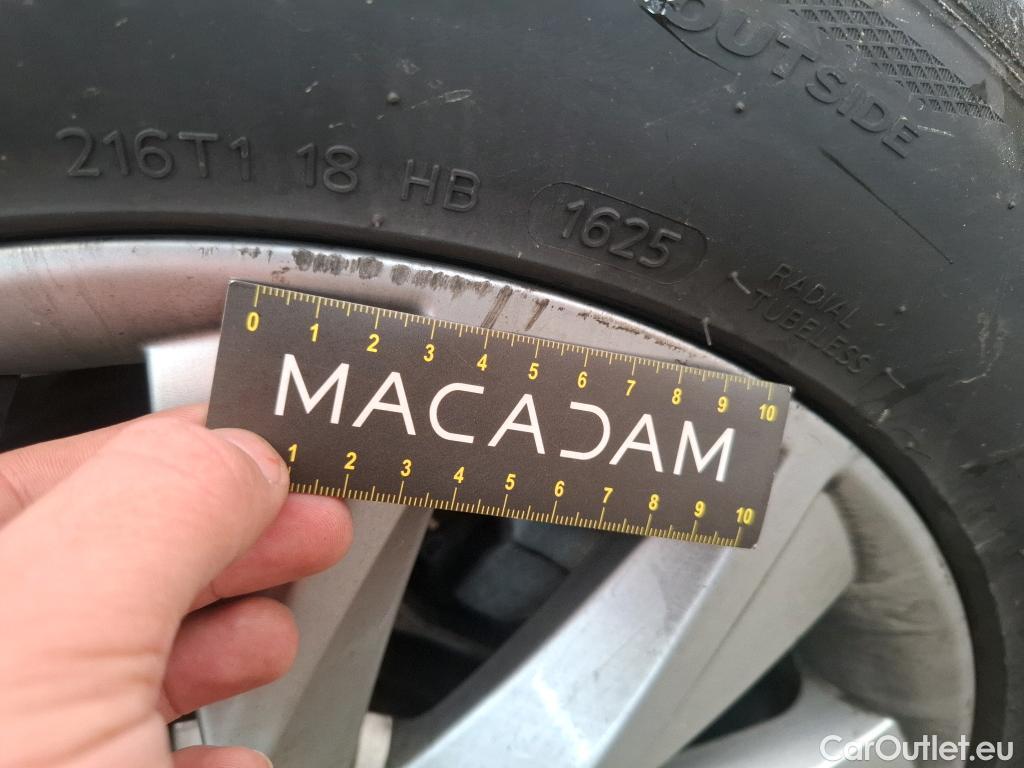 OUTSIDE
216T1 18 HB 1625
RADIAL
TUBELESS
0 1 2 3 4 5 6 7 8 9 10
MACADAM
1 2 3 4 5 6 7 8 9 10
CarOutlet.eu